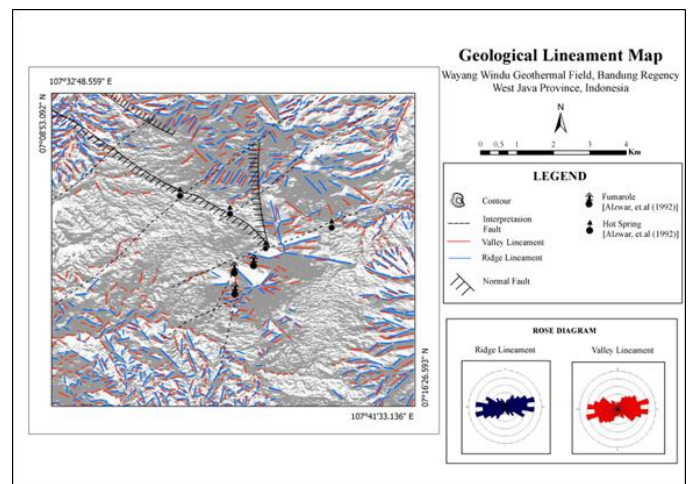 Geological Lineament Map
Wayang Windu Geothermal Field, Bandung Regency
West Java Province, Indonesia
N
0 0,5 1 2 3 4
Km
107°32'48.559" E
07°08'53.092" N
07°16'26.593" N
107°41'33.136" E
LEGEND
Contour
Interpretasion
Fault
Valley Lineament
Ridge Lineament
Normal Fault
Fumarole
[Alzwar, et.al (1992)]
Hot Spring
[Alzwar, et.al (1992)]
ROSE DIAGRAM
Ridge Lineament
Valley Lineament